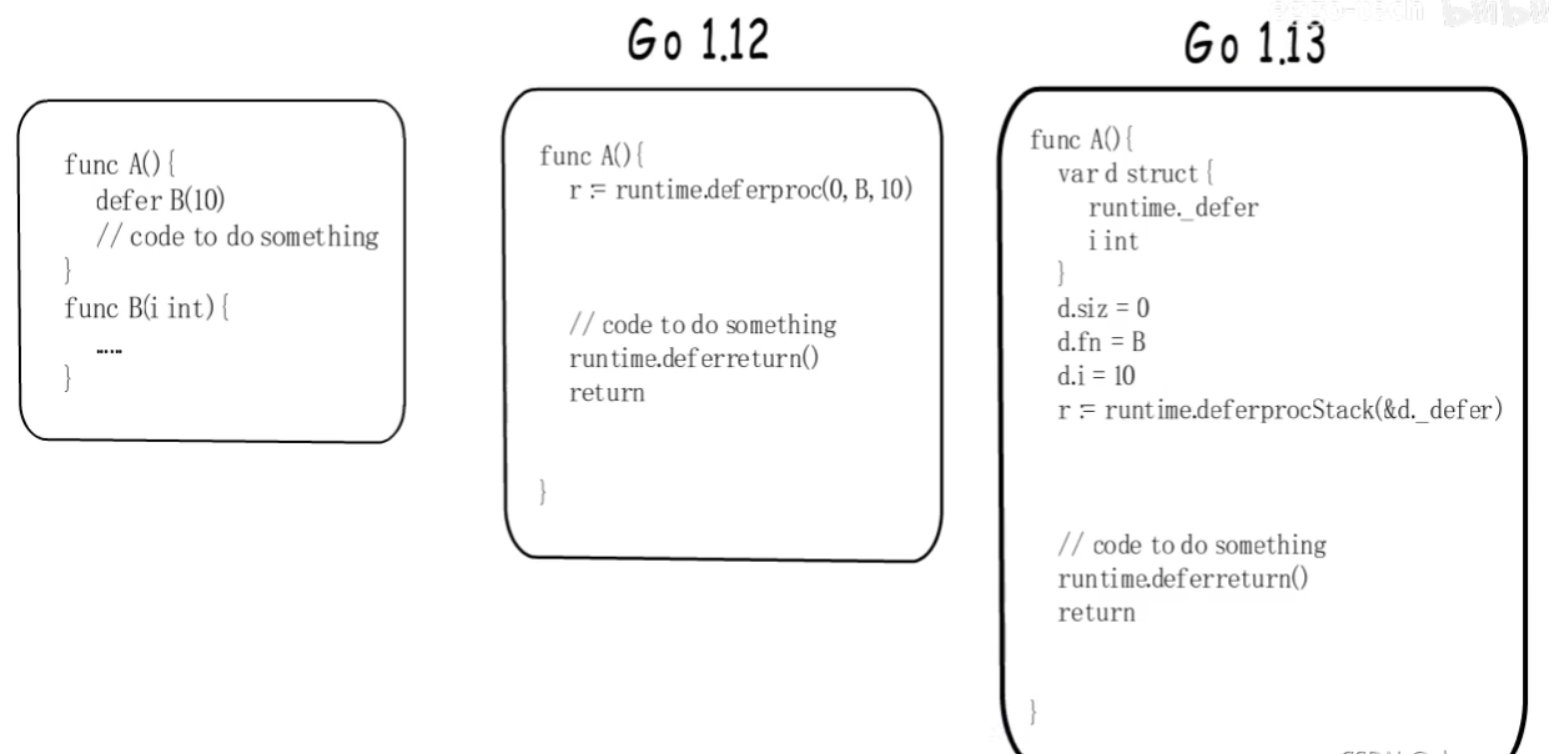 Go 1.12
Go 1.13
func A(){
defer B(10)
// code to do something
}
func B(i int){
......
}
func A(){
r := runtime.deferproc(0, B, 10)
// code to do something
runtime.deferreturn()
return
}
func A(){
var d struct {
runtime._defer
i int
}
d.siz = 0
d.fn = B
d.i = 10
r := runtime.deferprocStack(&d._defer)
// code to do something
runtime.deferreturn()
return
}